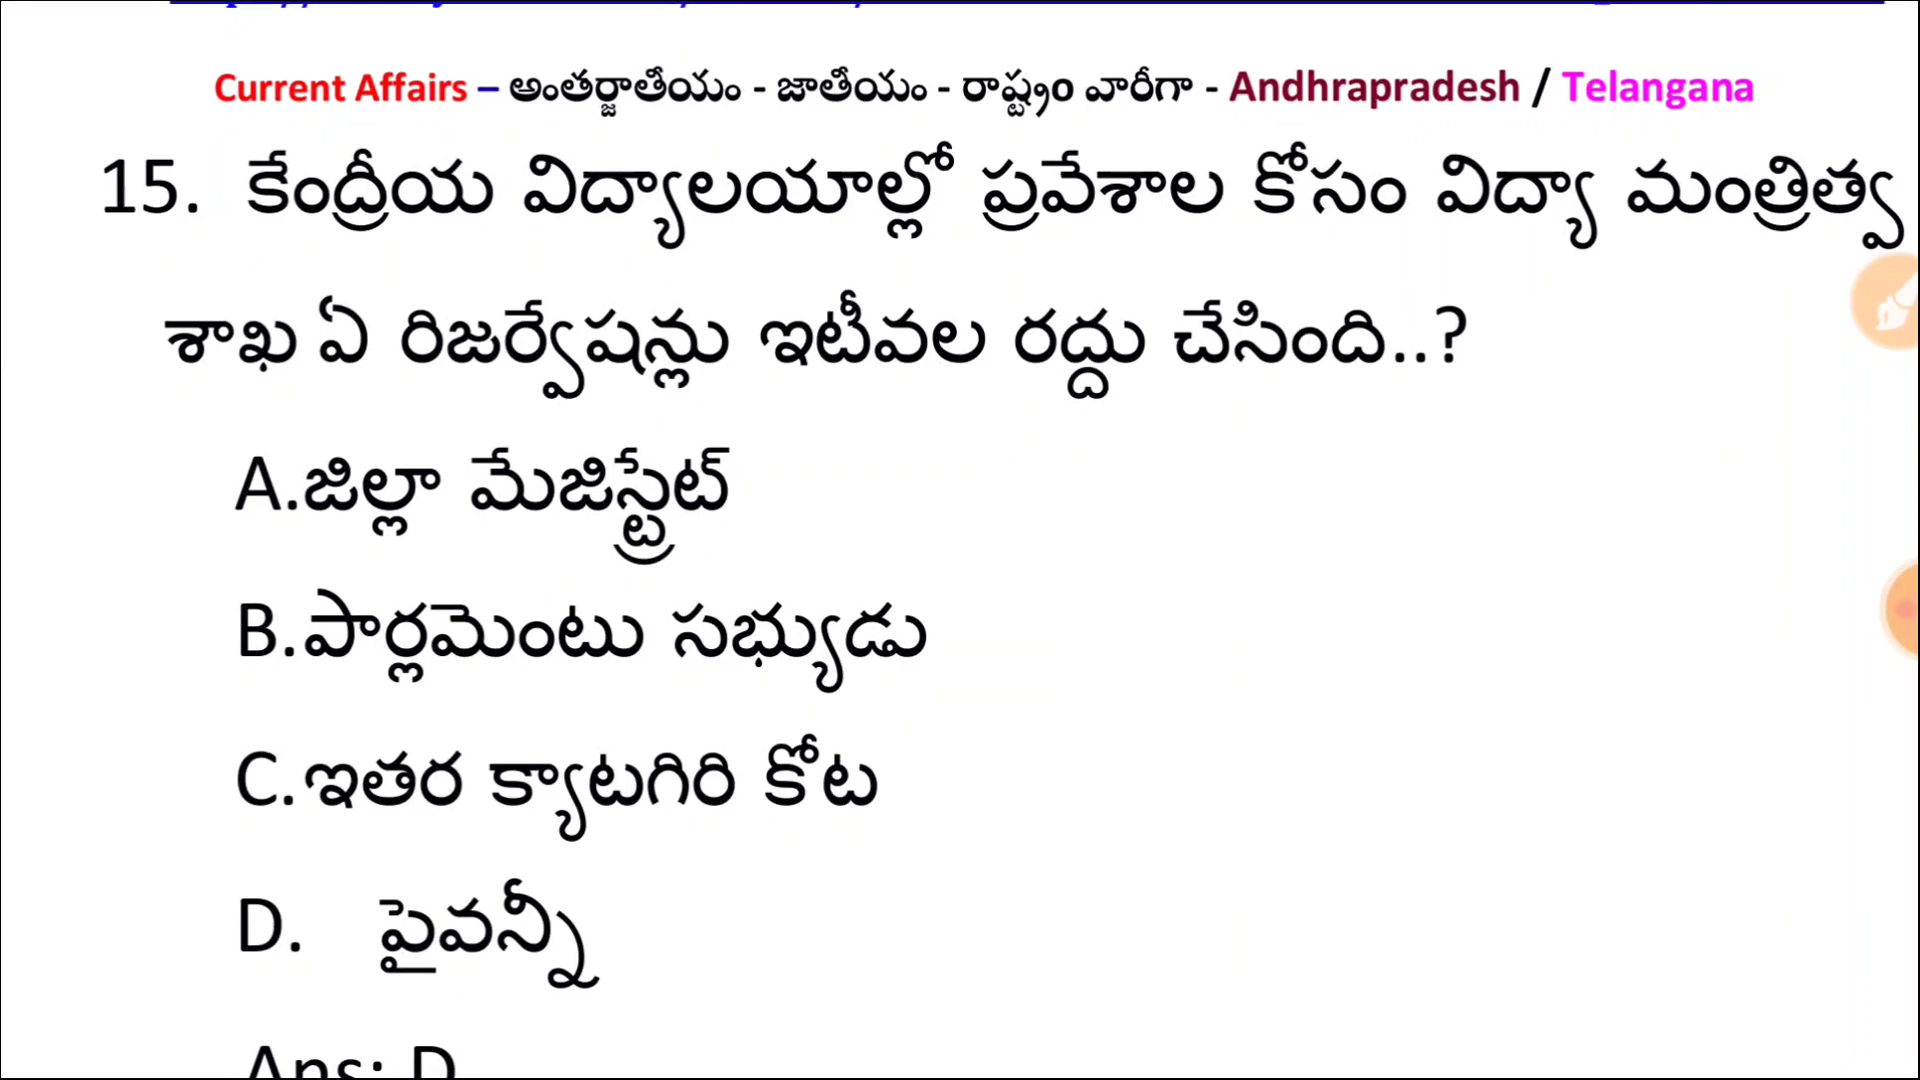 Current Affairs – అంతర్జాతీయం - జాతీయం - రాష్ట్రం వారీగా - Andhrapradesh / Telangana
15. కేంద్రీయ విద్యాలయాల్లో ప్రవేశాల కోసం విద్యా మంత్రిత్వ
శాఖ ఏ రిజర్వేషన్లు ఇటీవల రద్దు చేసింది..?
A.జిల్లా మేజిస్ట్రేట్
B.పార్లమెంటు సభ్యుడు
C.ఇతర క్యాటగిరి కోట
D. పైవన్నీ
Ans: D